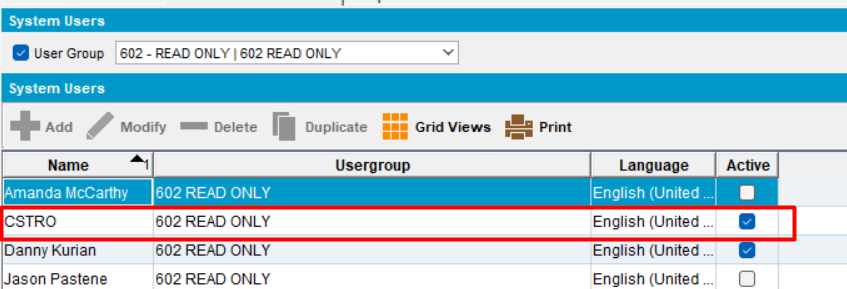 System Users
User Group 602 - READ ONLY | 602 READ ONLY
System Users
Add Modify Delete Duplicate Grid Views Print
Name 1 Usergroup Language Active
Amanda McCarthy 602 READ ONLY English (United ...
CSTRO 602 READ ONLY English (United ...
Danny Kurian 602 READ ONLY English (United ...
Jason Pastene 602 READ ONLY English (United ...